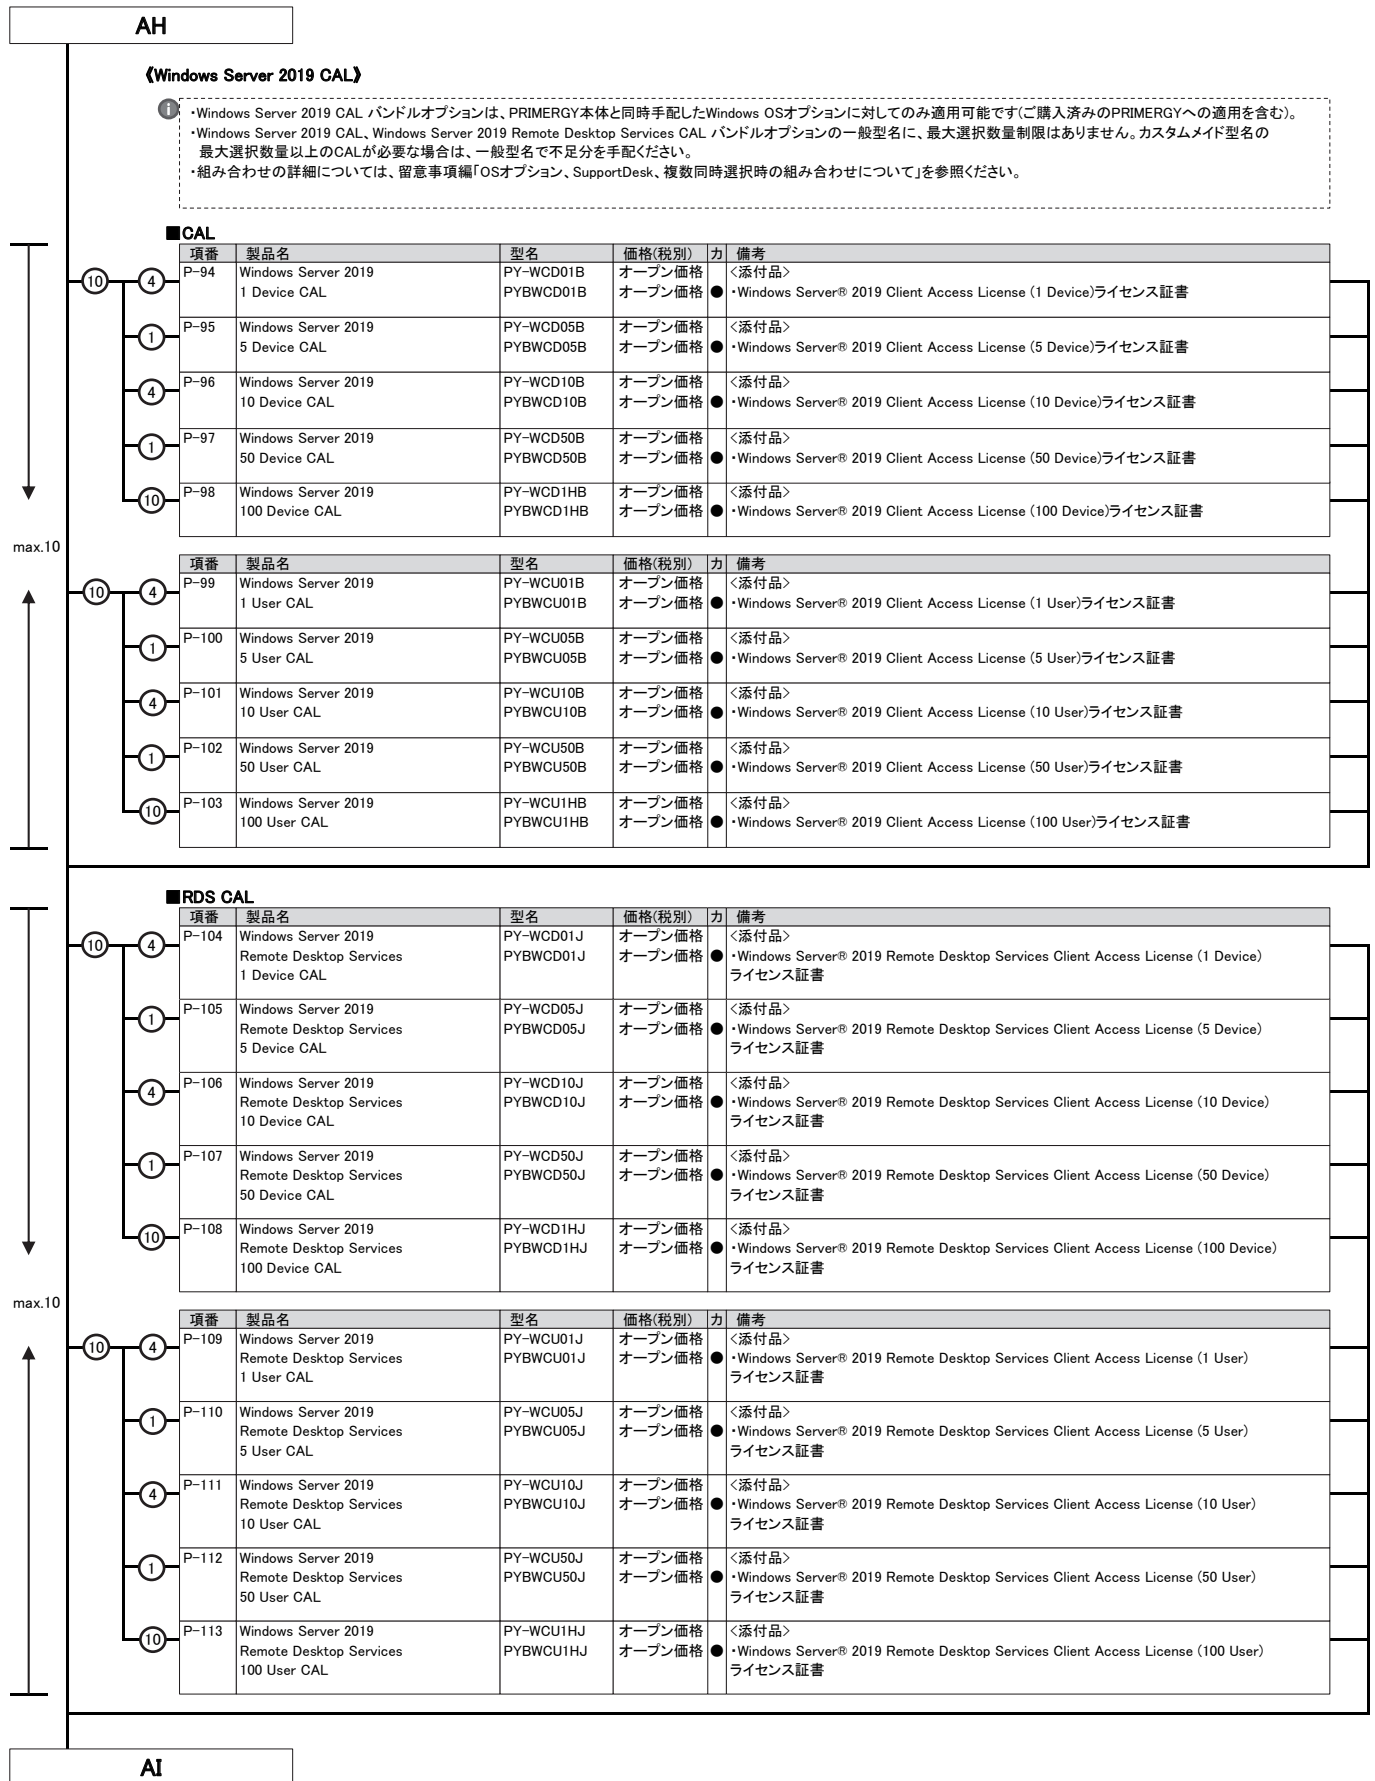 AH
《Windows Server 2019 CAL》
i
・Windows Server 2019 CAL バンドルオプションは、PRIMERGY本体と同時手配したWindows OSオプションに対してのみ適用可能です(ご購入済みのPRIMERGYへの適用を含む)。
・Windows Server 2019 CAL、Windows Server 2019 Remote Desktop Services CAL バンドルオプションの一般型名に、最大選択数量制限はありません。カスタムメイド型名の
最大選択数量以上のCALが必要な場合は、一般型名で不足分を手配ください。
・組み合わせの詳細については、留意事項編「OSオプション、SupportDesk、複数同時選択時の組み合わせについて」を参照ください。
■CAL
項番 製品名 型名 価格(税別) カ 備考
10 4 P-94 Windows Server 2019 PY-WCD01B オープン価格 <添付品>
1 Device CAL PYBWCD01B オープン価格 ● ・Windows Server® 2019 Client Access License (1 Device)ライセンス証書
1 P-95 Windows Server 2019 PY-WCD05B オープン価格 <添付品>
5 Device CAL PYBWCD05B オープン価格 ● ・Windows Server® 2019 Client Access License (5 Device)ライセンス証書
4 P-96 Windows Server 2019 PY-WCD10B オープン価格 <添付品>
10 Device CAL PYBWCD10B オープン価格 ● ・Windows Server® 2019 Client Access License (10 Device)ライセンス証書
1 P-97 Windows Server 2019 PY-WCD50B オープン価格 <添付品>
50 Device CAL PYBWCD50B オープン価格 ● ・Windows Server® 2019 Client Access License (50 Device)ライセンス証書
10 P-98 Windows Server 2019 PY-WCD1HB オープン価格 <添付品>
100 Device CAL PYBWCD1HB オープン価格 ● ・Windows Server® 2019 Client Access License (100 Device)ライセンス証書
max.10
項番 製品名 型名 価格(税別) カ 備考
10 4 P-99 Windows Server 2019 PY-WCU01B オープン価格 <添付品>
1 User CAL PYBWCU01B オープン価格 ● ・Windows Server® 2019 Client Access License (1 User)ライセンス証書
1 P-100 Windows Server 2019 PY-WCU05B オープン価格 <添付品>
5 User CAL PYBWCU05B オープン価格 ● ・Windows Server® 2019 Client Access License (5 User)ライセンス証書
4 P-101 Windows Server 2019 PY-WCU10B オープン価格 <添付品>
10 User CAL PYBWCU10B オープン価格 ● ・Windows Server® 2019 Client Access License (10 User)ライセンス証書
1 P-102 Windows Server 2019 PY-WCU50B オープン価格 <添付品>
50 User CAL PYBWCU50B オープン価格 ● ・Windows Server® 2019 Client Access License (50 User)ライセンス証書
10 P-103 Windows Server 2019 PY-WCU1HB オープン価格 <添付品>
100 User CAL PYBWCU1HB オープン価格 ● ・Windows Server® 2019 Client Access License (100 User)ライセンス証書
■RDS CAL
項番 製品名 型名 価格(税別) カ 備考
10 4 P-104 Windows Server 2019 PY-WCD01J オープン価格 <添付品>
Remote Desktop Services PYBWCD01J オープン価格 ● ・Windows Server® 2019 Remote Desktop Services Client Access License (1 Device)
1 Device CAL ライセンス証書
1 P-105 Windows Server 2019 PY-WCD05J オープン価格 <添付品>
Remote Desktop Services PYBWCD05J オープン価格 ● ・Windows Server® 2019 Remote Desktop Services Client Access License (5 Device)
5 Device CAL ライセンス証書
4 P-106 Windows Server 2019 PY-WCD10J オープン価格 <添付品>
Remote Desktop Services PYBWCD10J オープン価格 ● ・Windows Server® 2019 Remote Desktop Services Client Access License (10 Device)
10 Device CAL ライセンス証書
1 P-107 Windows Server 2019 PY-WCD50J オープン価格 <添付品>
Remote Desktop Services PYBWCD50J オープン価格 ● ・Windows Server® 2019 Remote Desktop Services Client Access License (50 Device)
50 Device CAL ライセンス証書
10 P-108 Windows Server 2019 PY-WCD1HJ オープン価格 <添付品>
Remote Desktop Services PYBWCD1HJ オープン価格 ● ・Windows Server® 2019 Remote Desktop Services Client Access License (100 Device)
100 Device CAL ライセンス証書
max.10
項番 製品名 型名 価格(税別) カ 備考
10 4 P-109 Windows Server 2019 PY-WCU01J オープン価格 <添付品>
Remote Desktop Services PYBWCU01J オープン価格 ● ・Windows Server® 2019 Remote Desktop Services Client Access License (1 User)
1 User CAL ライセンス証書
1 P-110 Windows Server 2019 PY-WCU05J オープン価格 <添付品>
Remote Desktop Services PYBWCU05J オープン価格 ● ・Windows Server® 2019 Remote Desktop Services Client Access License (5 User)
5 User CAL ライセンス証書
4 P-111 Windows Server 2019 PY-WCU10J オープン価格 <添付品>
Remote Desktop Services PYBWCU10J オープン価格 ● ・Windows Server® 2019 Remote Desktop Services Client Access License (10 User)
10 User CAL ライセンス証書
1 P-112 Windows Server 2019 PY-WCU50J オープン価格 <添付品>
Remote Desktop Services PYBWCU50J オープン価格 ● ・Windows Server® 2019 Remote Desktop Services Client Access License (50 User)
50 User CAL ライセンス証書
10 P-113 Windows Server 2019 PY-WCU1HJ オープン価格 <添付品>
Remote Desktop Services PYBWCU1HJ オープン価格 ● ・Windows Server® 2019 Remote Desktop Services Client Access License (100 User)
100 User CAL ライセンス証書
AI